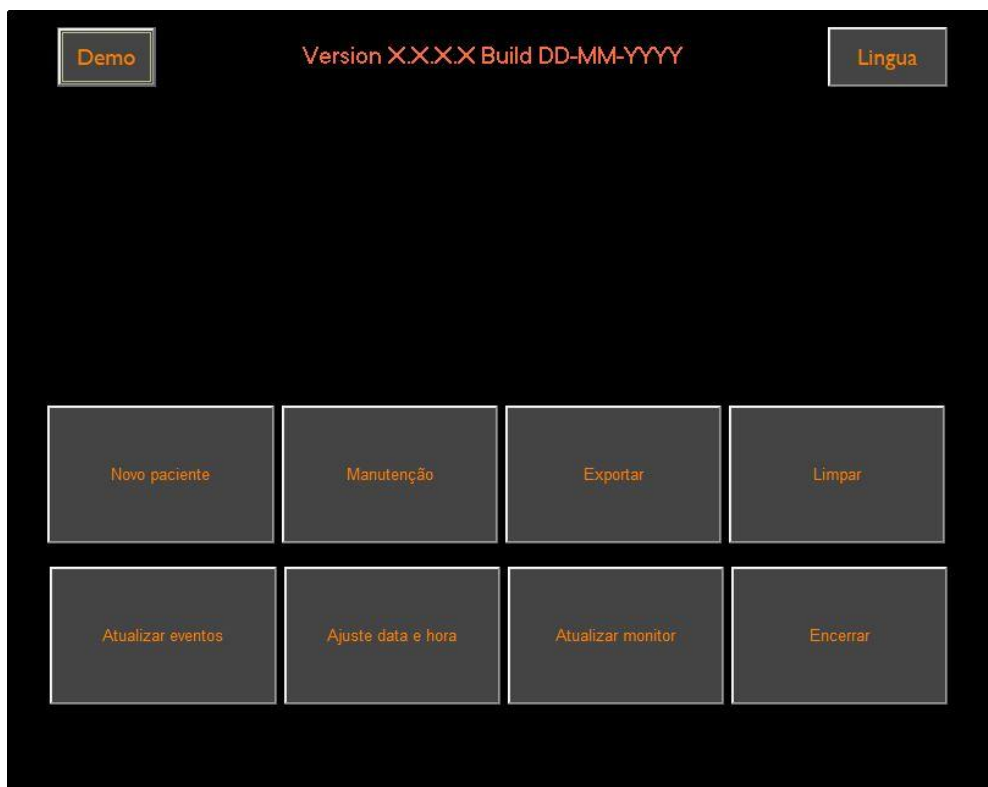 Demo
Version X.X.X.X Build DD-MM-YYYY
Lingua
Novo paciente
Manutenção
Exportar
Limpar
Atualizar eventos
Ajuste data e hora
Atualizar monitor
Encerrar